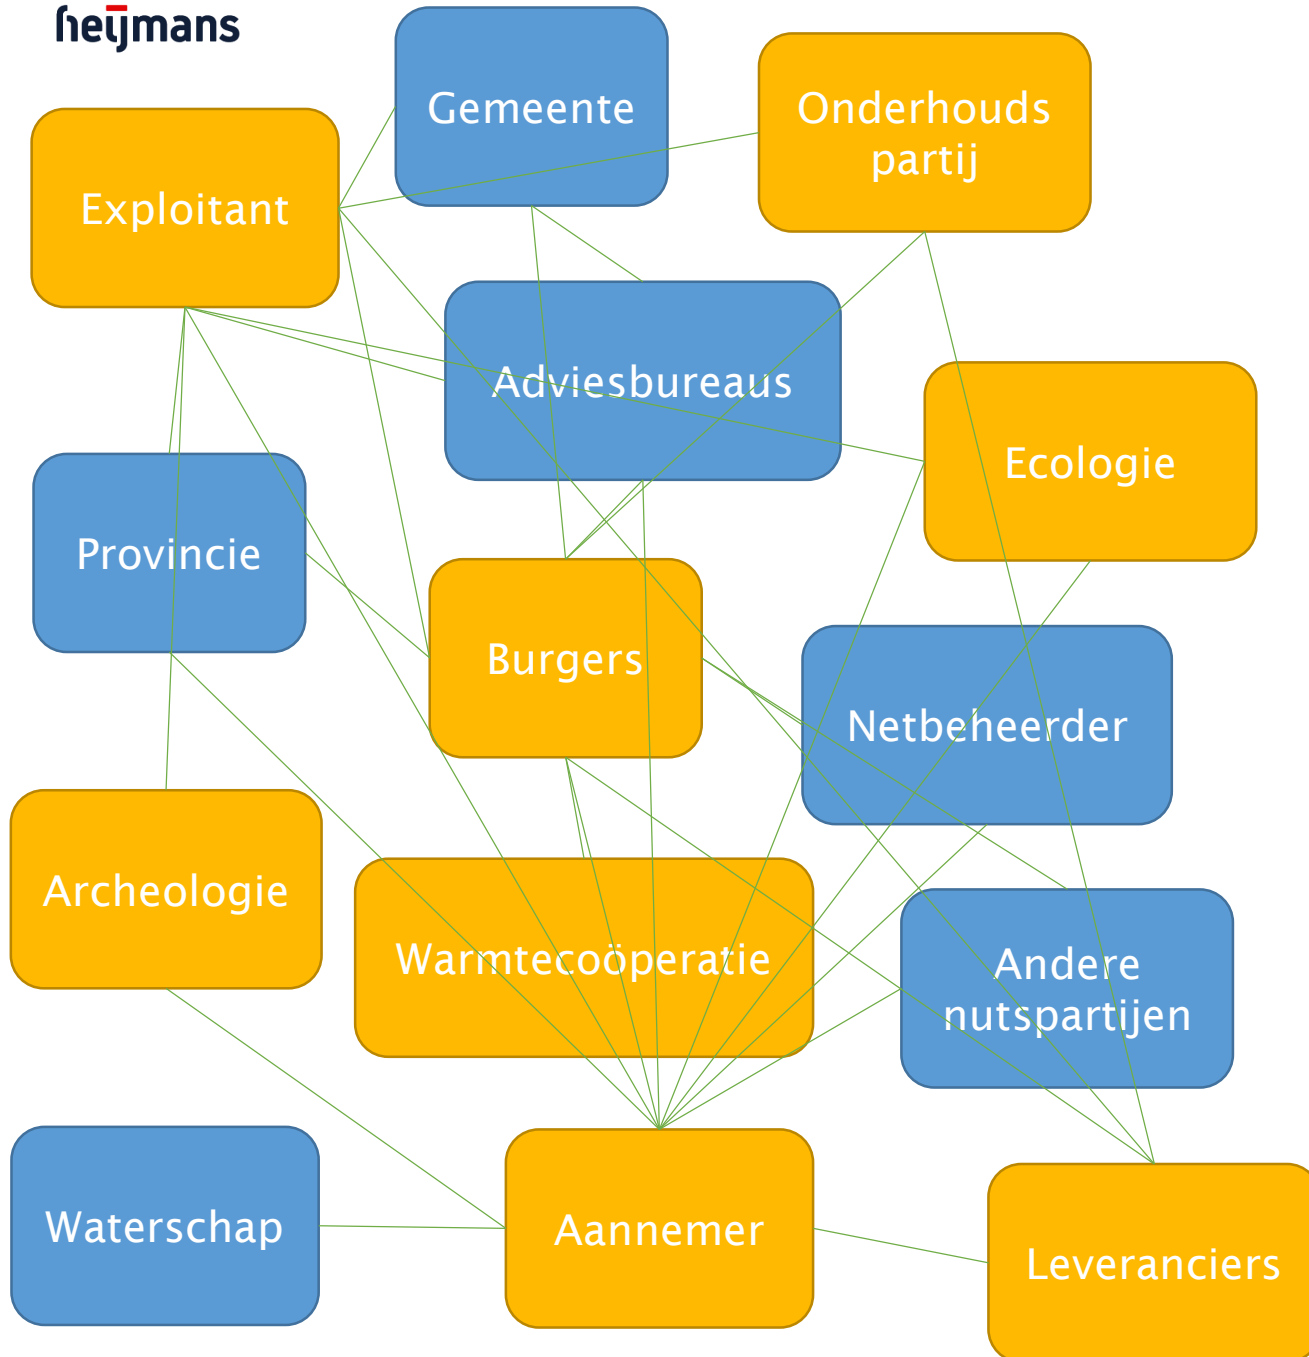 heijmans
Gemeente
Onderhouds
partij
Exploitant
Adviesbureaus
Ecologie
Provincie
Burgers
Netbeheerder
Archeologie
Warmtecoöperatie
Andere
nutspartijen
Waterschap
Aannemer
Leveranciers